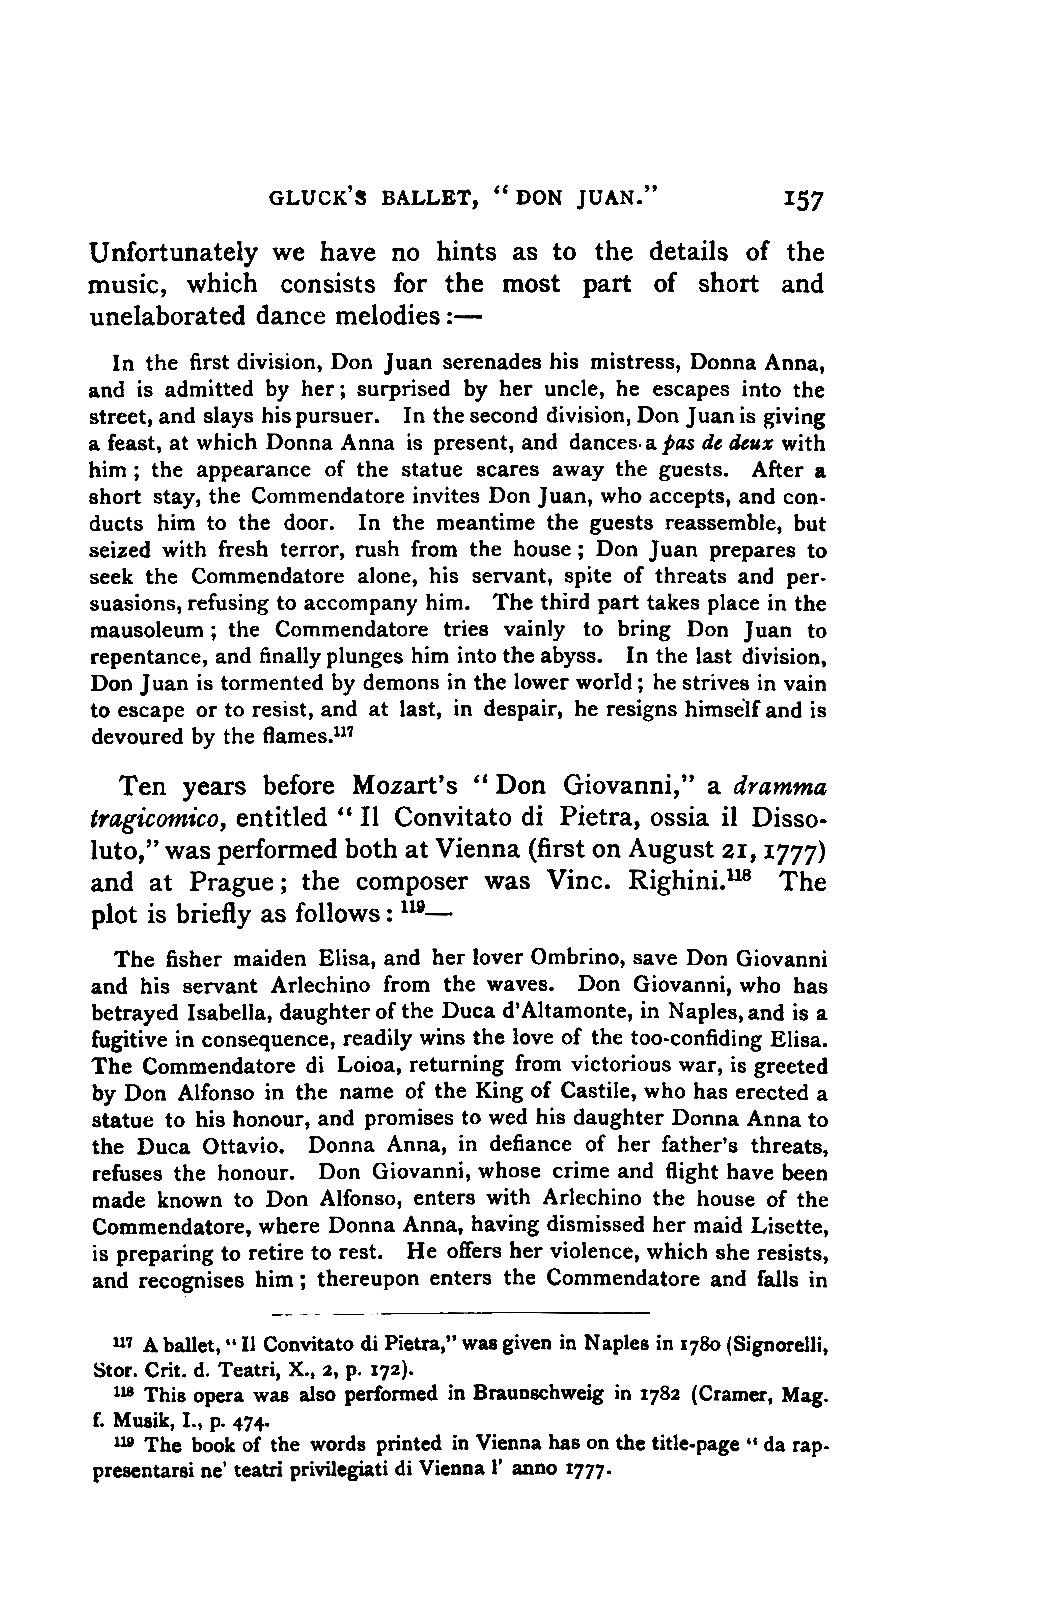 GLUCK'S BALLET, "DON JUAN." 157
Unfortunately we have no hints as to the details of the
music, which consists for the most part of short and
unelaborated dance melodies :—
In the first division, Don Juan serenades his mistress, Donna Anna,
and is admitted by her; surprised by her uncle, he escapes into the
street, and slays his pursuer. In the second division, Don Juan is giving
a feast, at which Donna Anna is present, and dances a pas de deux with
him; the appearance of the statue scares away the guests. After a
short stay, the Commendatore invites Don Juan, who accepts, and con-
ducts him to the door. In the meantime the guests reassemble, but
seized with fresh terror, rush from the house; Don Juan prepares to
seek the Commendatore alone, his servant, spite of threats and per-
suasions, refusing to accompany him. The third part takes place in the
mausoleum; the Commendatore tries vainly to bring Don Juan to
repentance, and finally plunges him into the abyss. In the last division,
Don Juan is tormented by demons in the lower world; he strives in vain
to escape or to resist, and at last, in despair, he resigns himself and is
devoured by the flames.¹¹⁷
Ten years before Mozart's "Don Giovanni," a dramma
tragicomico, entitled "Il Convitato di Pietra, ossia il Disso-
luto," was performed both at Vienna (first on August 21, 1777)
and at Prague; the composer was Vinc. Righini.¹¹⁸ The
plot is briefly as follows: ¹¹⁹—
The fisher maiden Elisa, and her lover Ombrino, save Don Giovanni
and his servant Arlechino from the waves. Don Giovanni, who has
betrayed Isabella, daughter of the Duca d'Altamonte, in Naples, and is a
fugitive in consequence, readily wins the love of the too-confiding Elisa.
The Commendatore di Loioa, returning from victorious war, is greeted
by Don Alfonso in the name of the King of Castile, who has erected a
statue to his honour, and promises to wed his daughter Donna Anna to
the Duca Ottavio. Donna Anna, in defiance of her father's threats,
refuses the honour. Don Giovanni, whose crime and flight have been
made known to Don Alfonso, enters with Arlechino the house of the
Commendatore, where Donna Anna, having dismissed her maid Lisette,
is preparing to retire to rest. He offers her violence, which she resists,
and recognises him; thereupon enters the Commendatore and falls in
¹¹⁷ A ballet, "Il Convitato di Pietra," was given in Naples in 1780 (Signorelli,
Stor. Crit. d. Teatri, X., 2, p. 172).
¹¹⁸ This opera was also performed in Braunschweig in 1782 (Cramer, Mag.
f. Musik, I., p. 474.
¹¹⁹ The book of the words printed in Vienna has on the title-page "da rap-
presentarsi ne' teatri privilegiati di Vienna l' anno 1777.